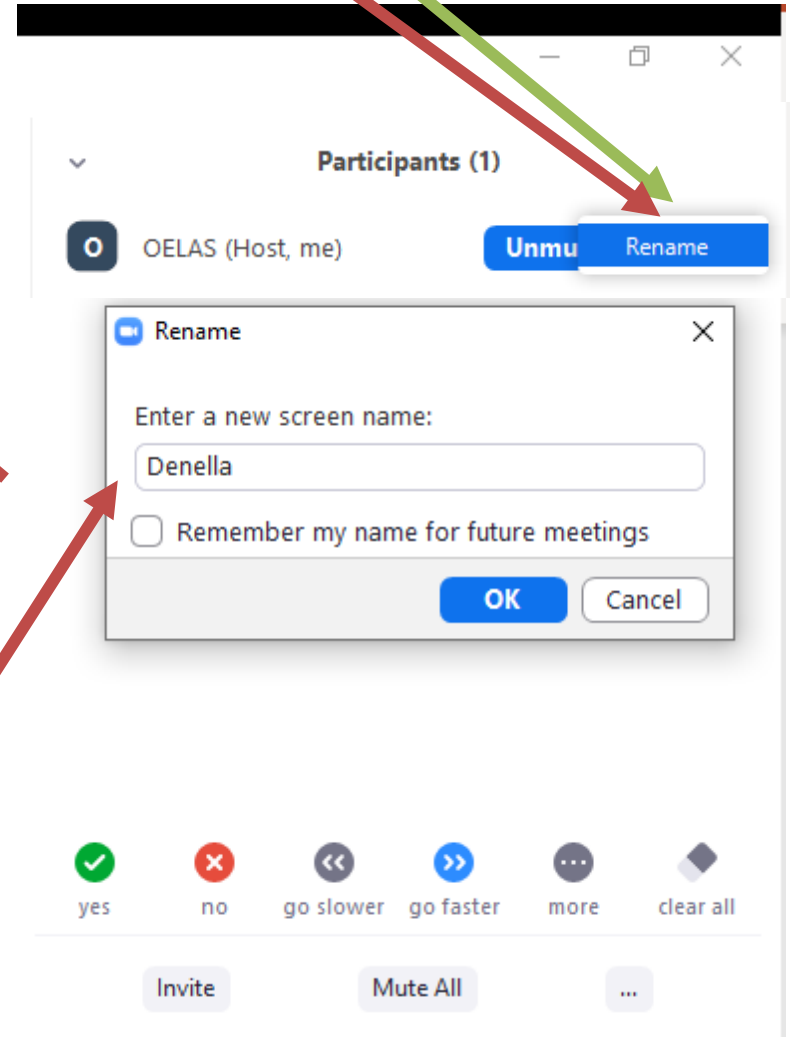 Participants (1)
O OELAS (Host, me) Unmu Rename
Rename
Enter a new screen name:
Denella
Remember my name for future meetings
OK Cancel
yes no go slower go faster more clear all
Invite Mute All ...